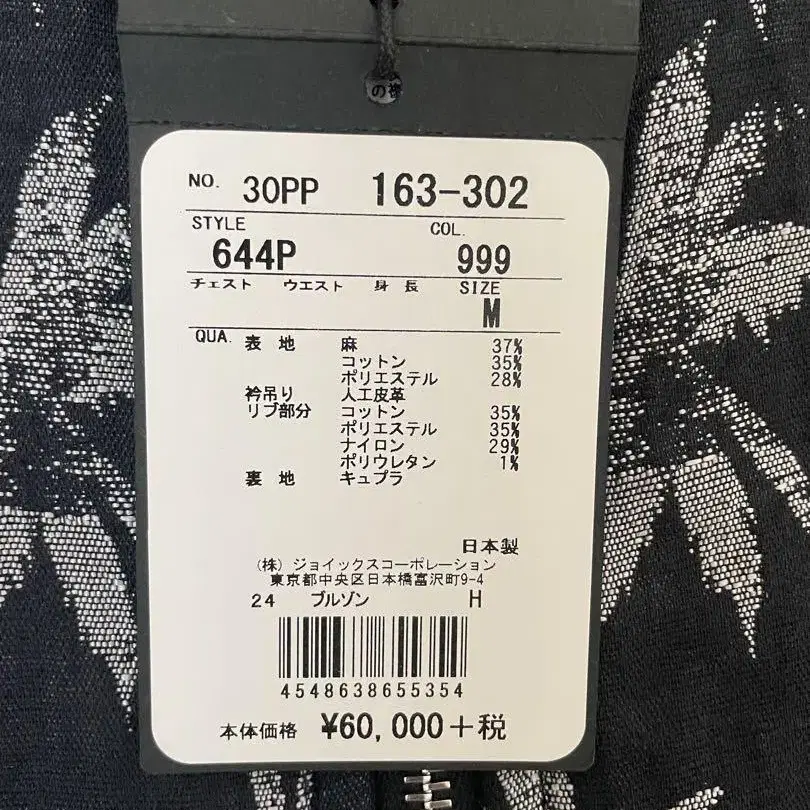 NO. 30PP 163-302
STYLE COL.
644P 999
チェスト ウエスト 身長 SIZE
M
QUA. 表地 麻 37%
コットン 35%
ポリエステル 28%
衿吊り 人工皮革
リブ部分 コットン 35%
ポリエステル 35%
ナイロン 29%
ポリウレタン 1%
裏地 キュプラ
日本製
(株)ジョイックスコーポレーション
東京都中央区日本橋富沢町9-4
24 ブルゾン H
4548638655354
本体価格 ¥60,000+税